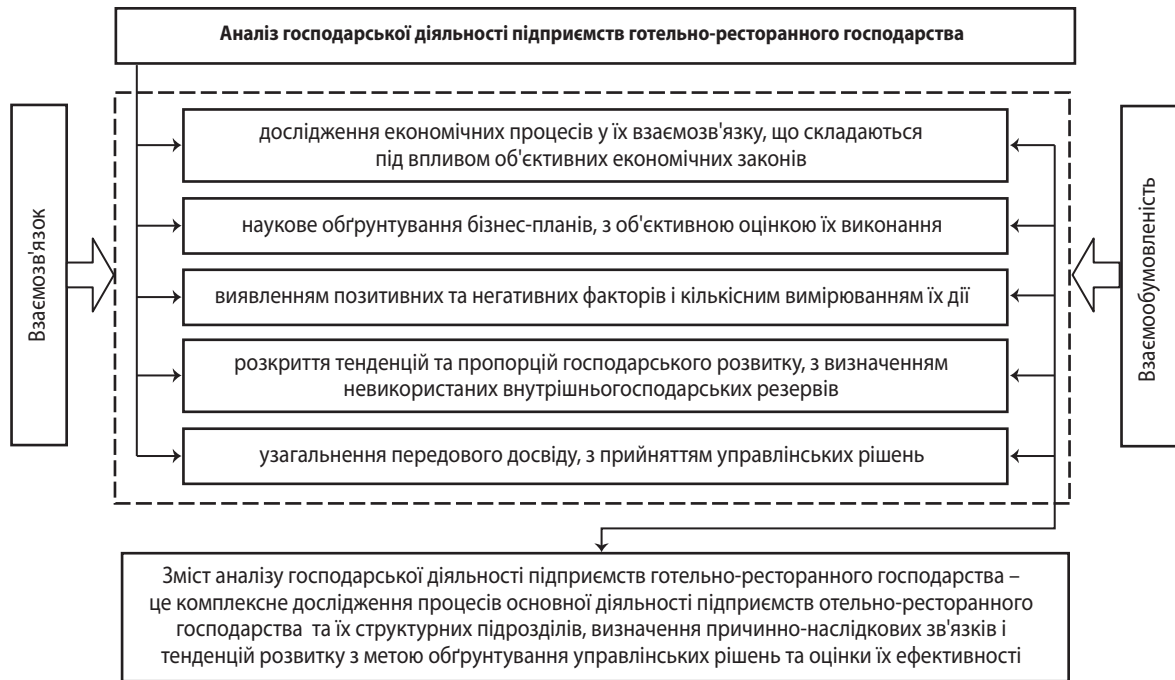 Аналіз господарської діяльності підприємств готельно-ресторанного господарства
Взаємозв'язок
дослідження економічних процесів у їх взаємозв'язку, що складаються
під впливом об'єктивних економічних законів
наукове обґрунтування бізнес-планів, з об'єктивною оцінкою їх виконання
виявленням позитивних та негативних факторів і кількісним вимірюванням їх дії
розкриття тенденцій та пропорцій господарського розвитку, з визначенням
невикористаних внутрішньогосподарських резервів
узагальнення передового досвіду, з прийняттям управлінських рішень
Взаємообумовленість
Зміст аналізу господарської діяльності підприємств готельно-ресторанного господарства –
це комплексне дослідження процесів основної діяльності підприємств отельно-ресторанного
господарства та їх структурних підрозділів, визначення причинно-наслідкових зв'язків і
тенденцій розвитку з метою обґрунтування управлінських рішень та оцінки їх ефективності